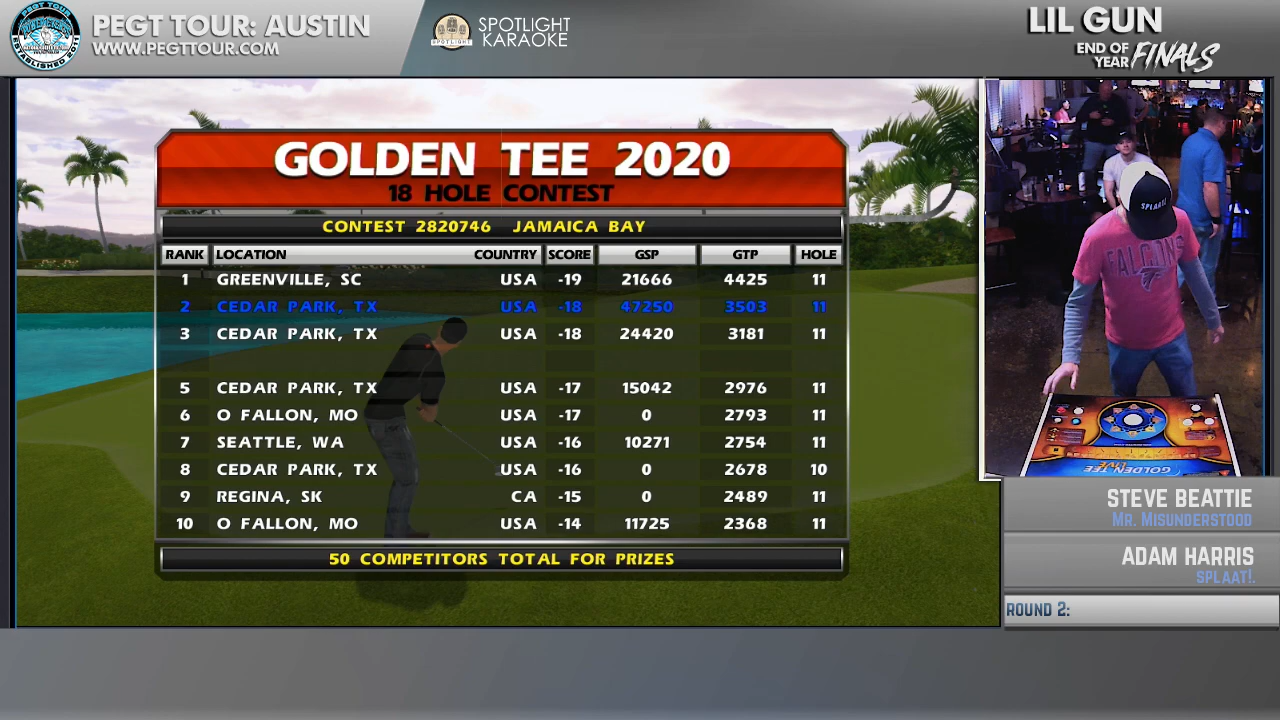 PEGT TOUR: AUSTIN
WWW.PEGTTOUR.COM
PEGT TOUR
SPOTLIGHT
SPOTLIGHT
KARAOKE
LIL GUN
END OF
YEAR FINALS
GOLDEN TEE 2020
18 HOLE CONTEST
CONTEST 2820746 JAMAICA BAY
RANK LOCATION COUNTRY SCORE GSP GTP HOLE
1 GREENVILLE, SC USA -19 21666 4425 11
2 CEDAR PARK, TX USA -18 47250 3503 11
3 CEDAR PARK, TX USA -18 24420 3181 11
5 CEDAR PARK, TX USA -17 15042 2976 11
6 O FALLON, MO USA -17 0 2793 11
7 SEATTLE, WA USA -16 10271 2754 11
8 CEDAR PARK, TX USA -16 0 2678 10
9 REGINA, SK CA -15 0 2489 11
10 O FALLON, MO USA -14 11725 2368 11
50 COMPETITORS TOTAL FOR PRIZES
SPLAAT!
FALCONS
GOLDEN TEE
LIVE
STEVE BEATTIE
MR. MISUNDERSTOOD
ADAM HARRIS
SPLAAT!.
ROUND 2: